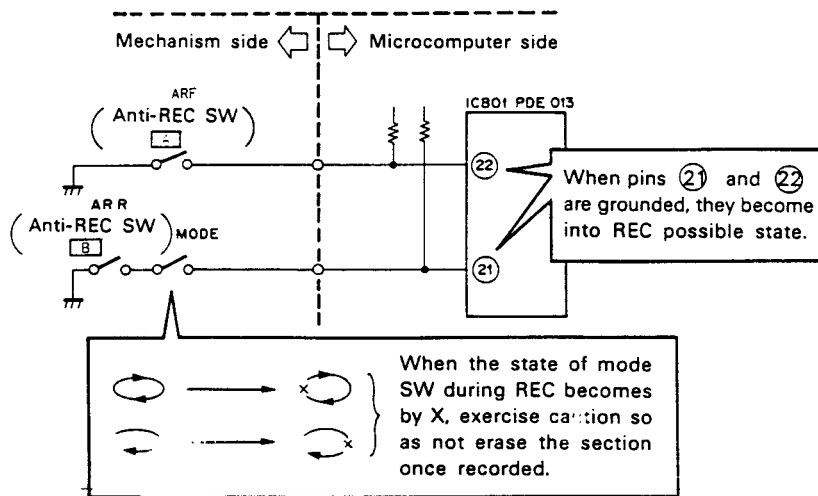 Mechanism side Microcomputer side
ARF
(Anti-REC SW)
A
IC801 PDE 013
22
When pins 21 and 22
are grounded, they become
into REC possible state.
ARR
(Anti-REC SW)
B
MODE
21
When the state of mode
SW during REC becomes
by X, exercise caution so
as not erase the section
once recorded.
x
x